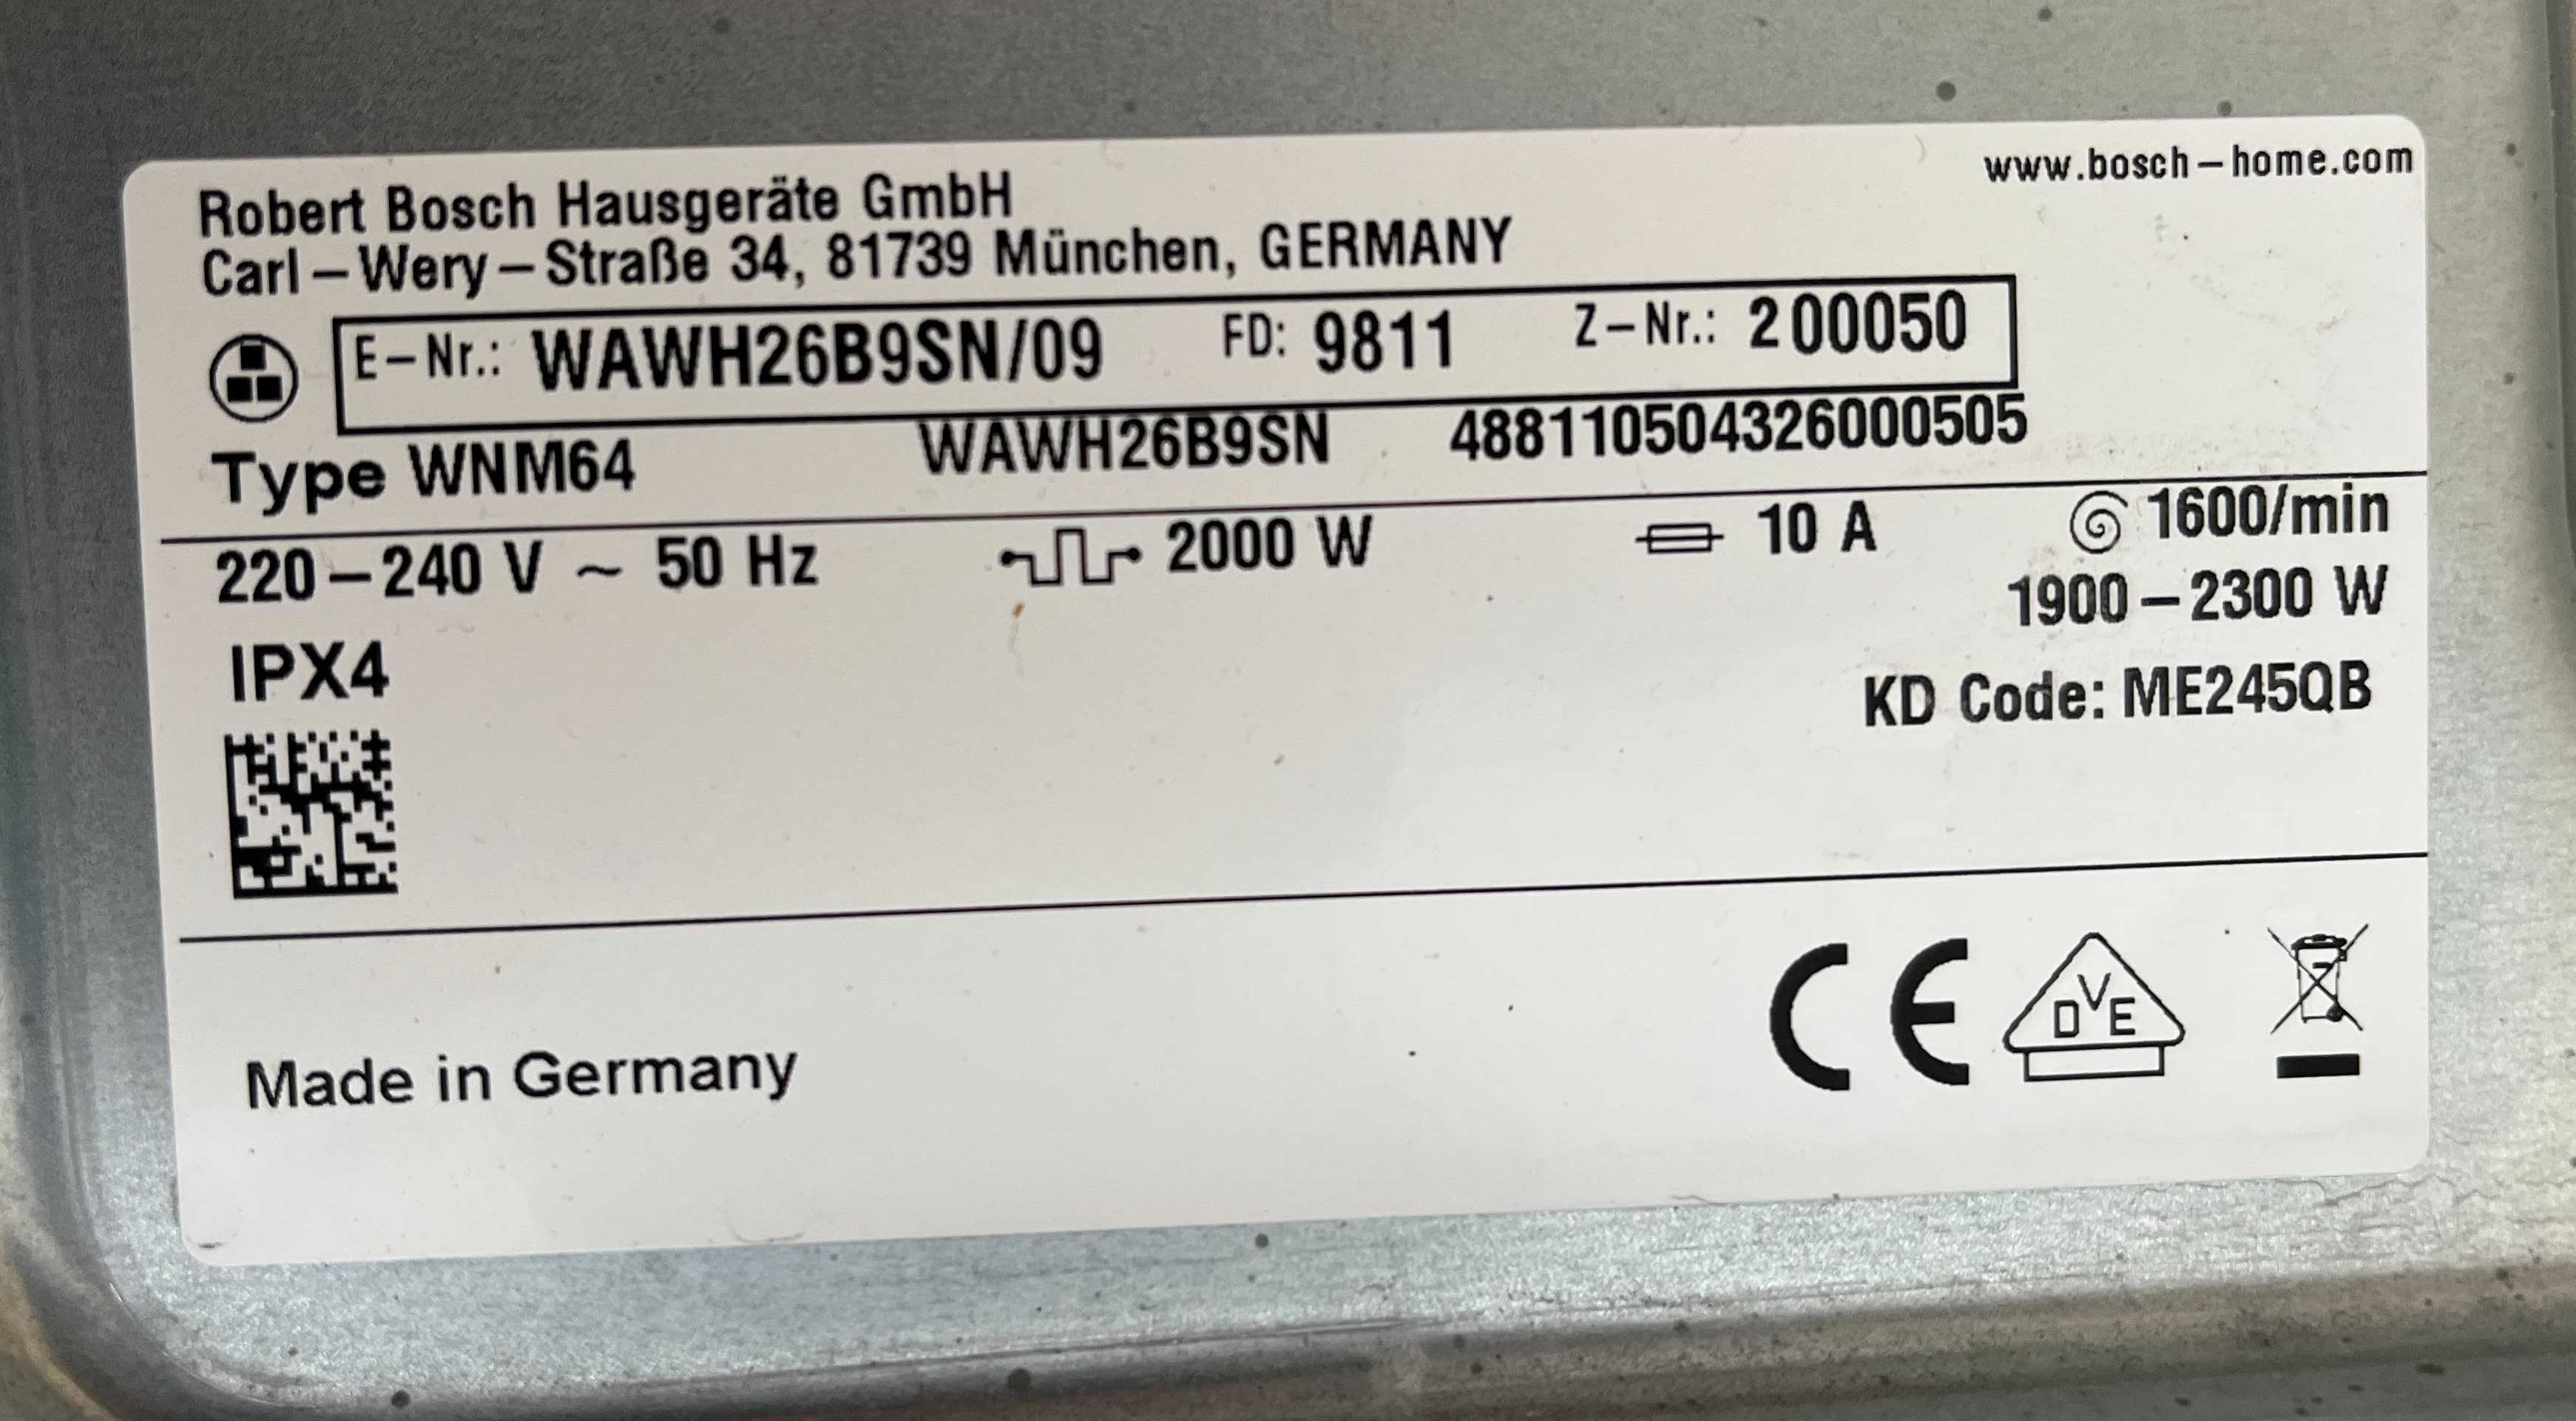 www.bosch–home.com
Robert Bosch Hausgeräte GmbH
Carl–Wery–Straße 34, 81739 München, GERMANY
E–Nr.: WAWH26B9SN/09 FD: 9811 Z–Nr.: 200050
Type WNM64 WAWH26B9SN 488110504326000505
220–240 V ~ 50 Hz 2000 W 10 A 1600/min
1900–2300 W
IPX4
KD Code: ME245QB
Made in Germany
CE DVE